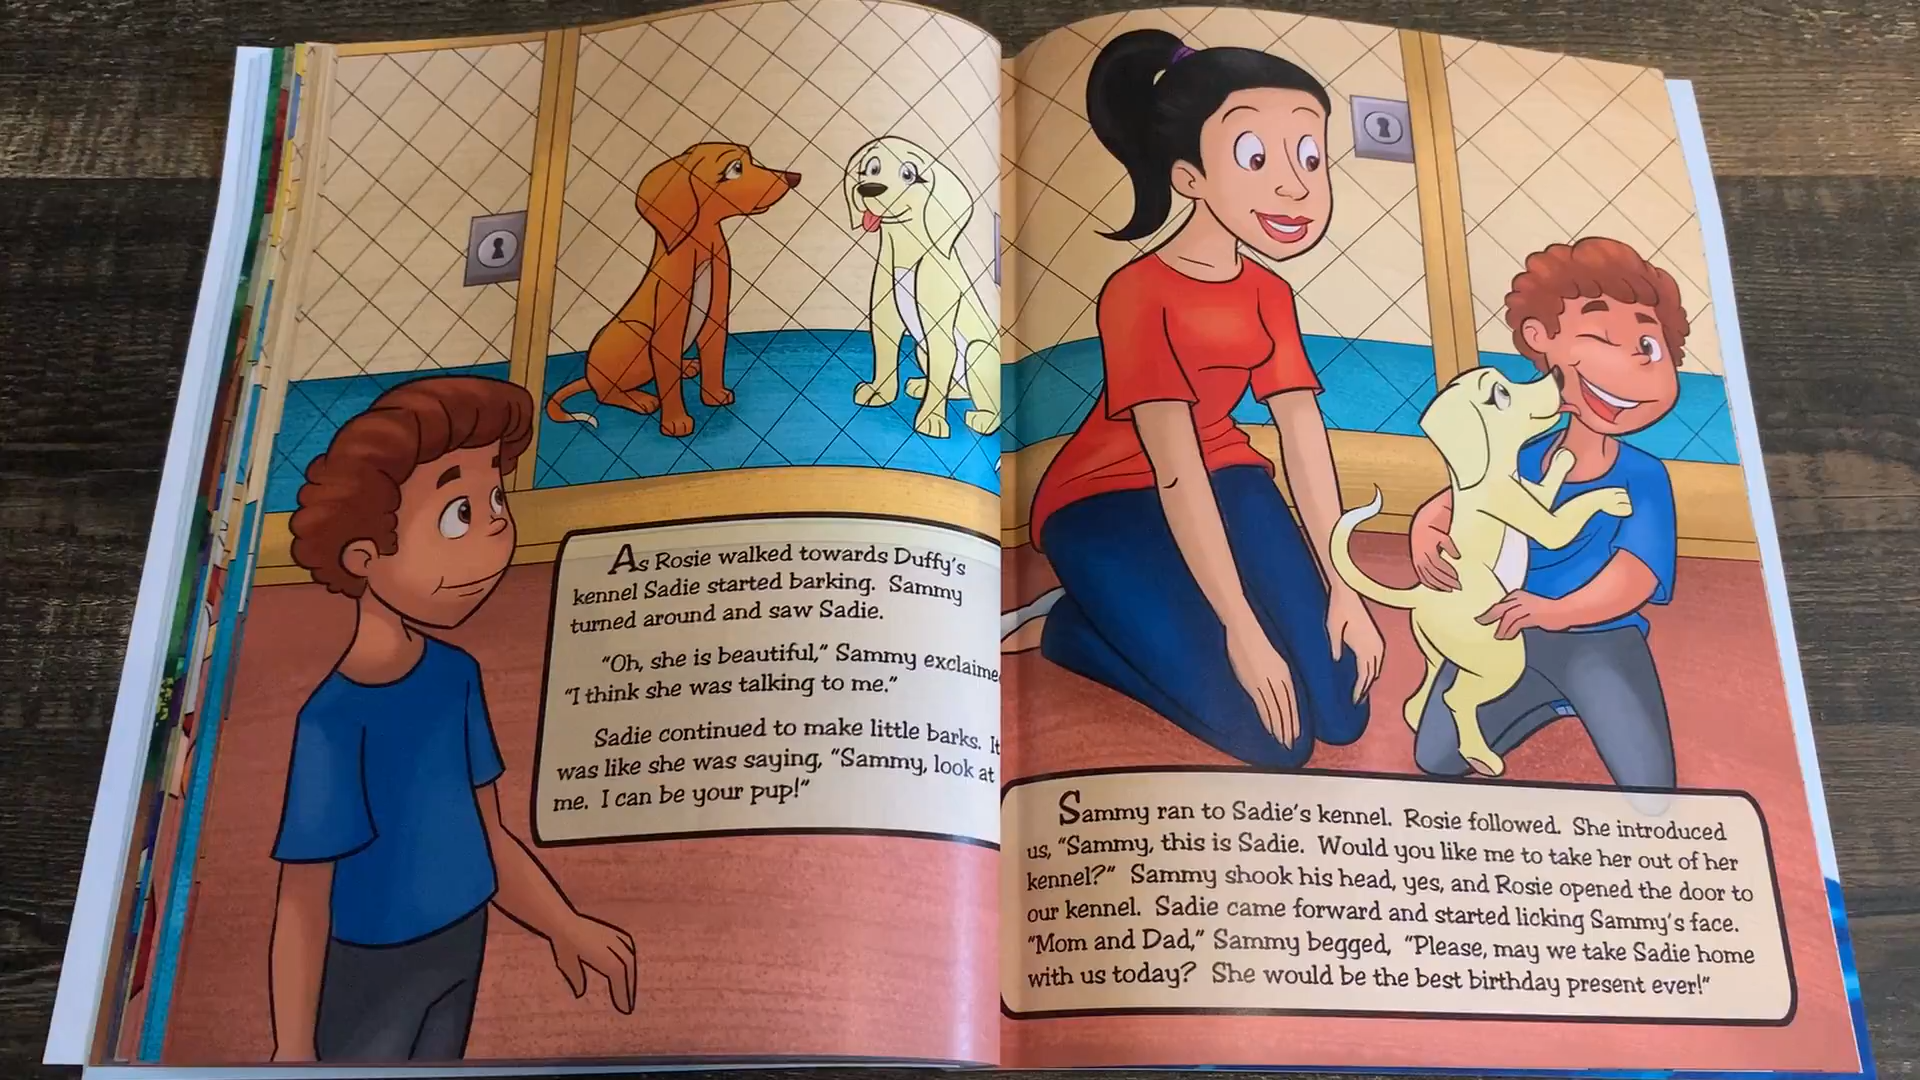 As Rosie walked towards Duffy's
kennel Sadie started barking. Sammy
turned around and saw Sadie.
"Oh, she is beautiful," Sammy exclaime
"I think she was talking to me."
Sadie continued to make little barks. It
was like she was saying, "Sammy, look at
me. I can be your pup!"
Sammy ran to Sadie's kennel. Rosie followed. She introduced
us, "Sammy, this is Sadie. Would you like me to take her out of her
kennel?" Sammy shook his head, yes, and Rosie opened the door to
our kennel. Sadie came forward and started licking Sammy's face.
"Mom and Dad," Sammy begged, "Please, may we take Sadie home
with us today? She would be the best birthday present ever!"